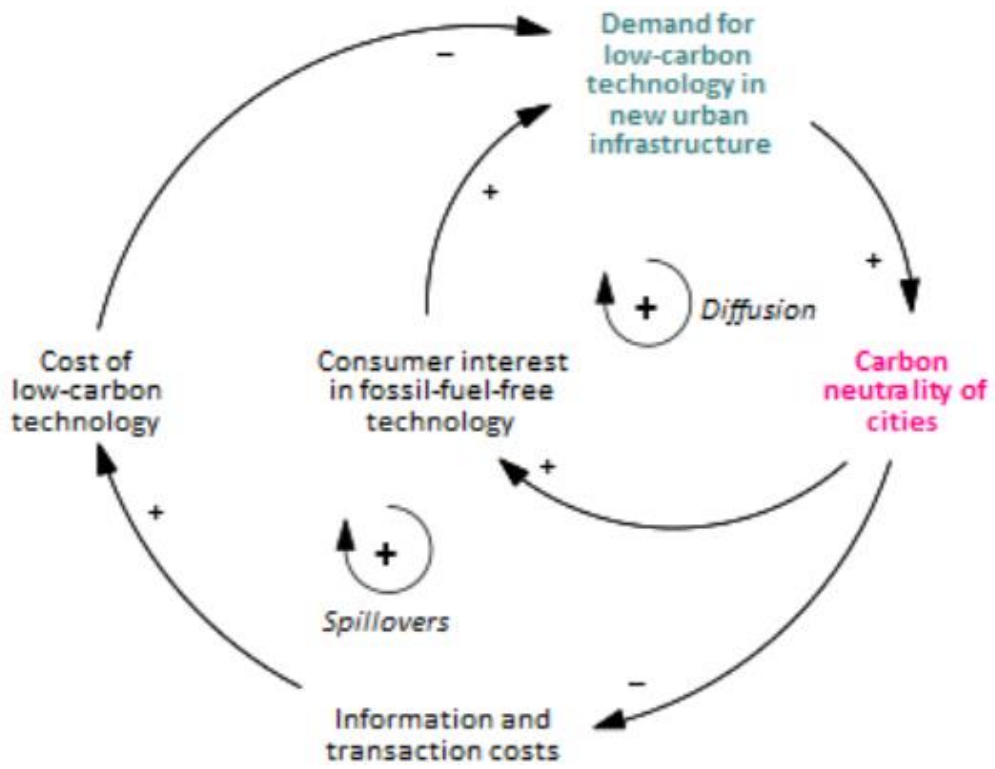 Demand for
low-carbon
technology in
new urban
infrastructure
−
+
+
+
Diffusion
Cost of
low-carbon
technology
Consumer interest
in fossil-fuel-free
technology
Carbon
neutrality of
cities
+
+
+
Spillovers
−
Information and
transaction costs